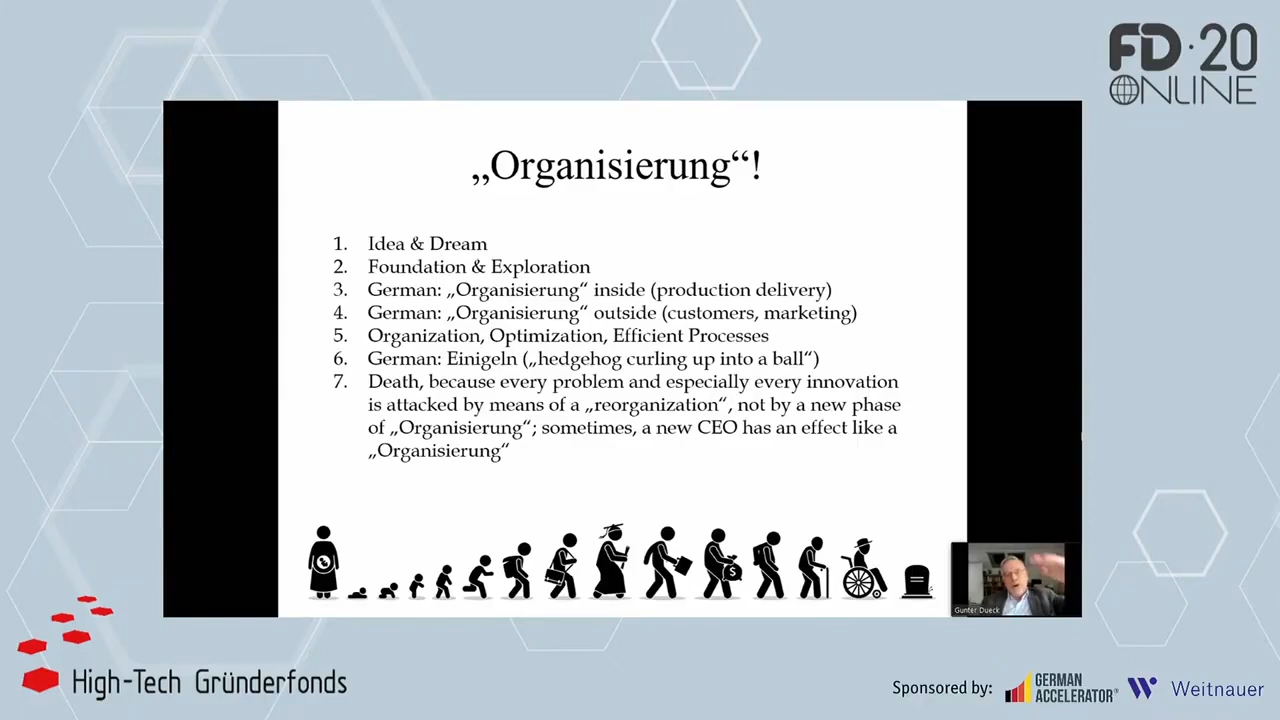 FD·20
ONLINE
„Organisierung“!
1. Idea & Dream
2. Foundation & Exploration
3. German: „Organisierung“ inside (production delivery)
4. German: „Organisierung“ outside (customers, marketing)
5. Organization, Optimization, Efficient Processes
6. German: Einigeln („hedgehog curling up into a ball“)
7. Death, because every problem and especially every innovation
is attacked by means of a „reorganization“, not by a new phase
of „Organisierung“; sometimes, a new CEO has an effect like a
„Organisierung“
$
Gunter Dueck
High-Tech Gründerfonds
Sponsored by:
GERMAN
ACCELERATOR®
Weitnauer